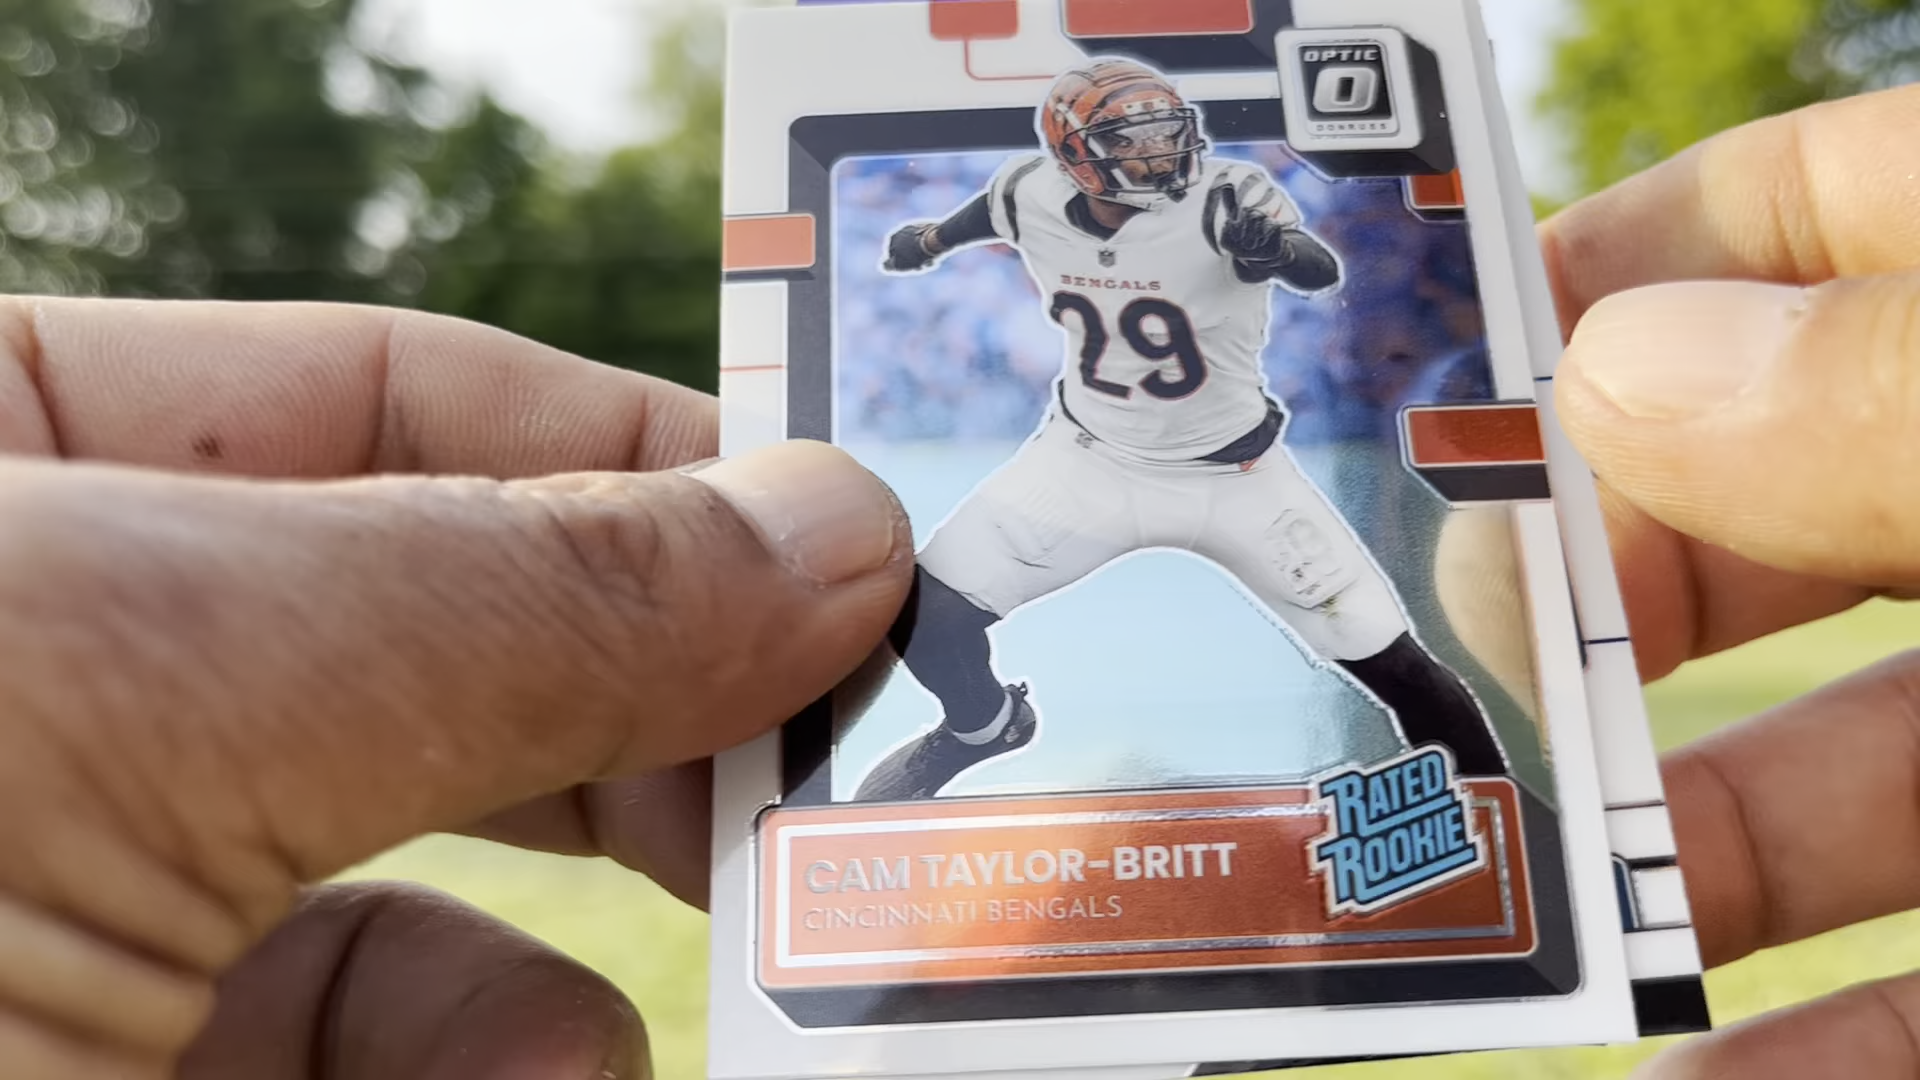 OPTIC
O
DONRUSS
BENGALS
29
CAM TAYLOR-BRITT
CINCINNATI BENGALS
RATED
ROOKIE